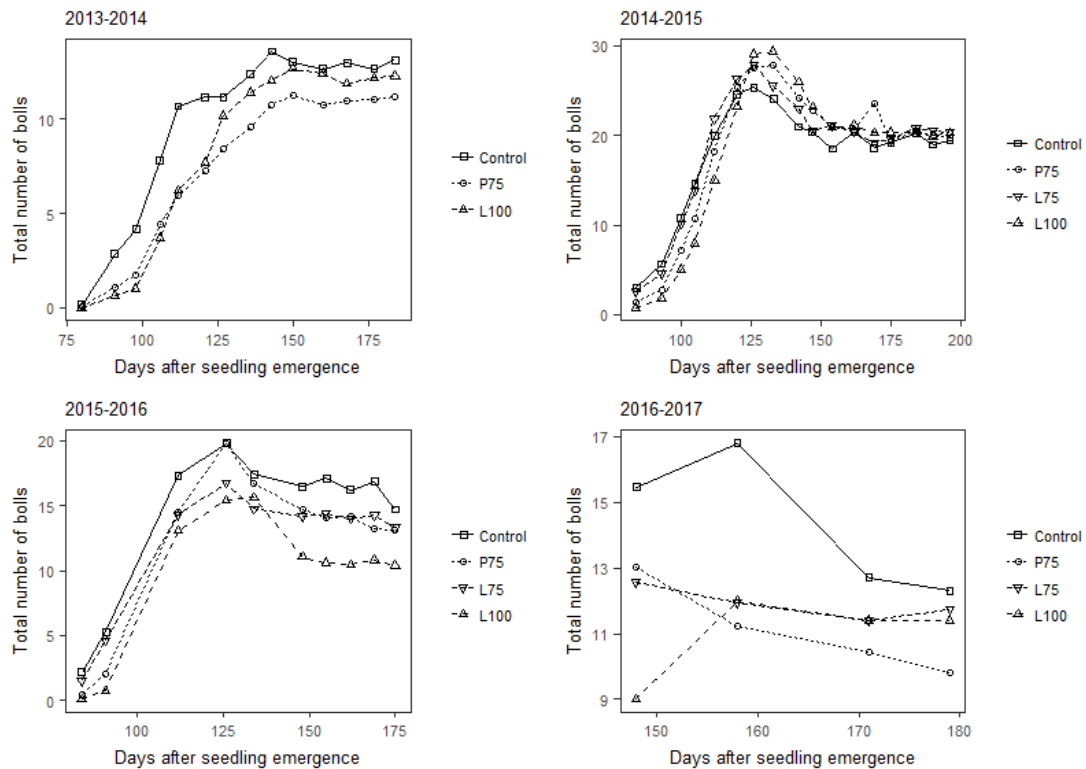 2013-2014
Total number of bolls
10
5
0
75
100
125
150
175
Days after seedling emergence
Control
P75
L100
2014-2015
Total number of bolls
30
20
10
0
100
125
150
175
200
Days after seedling emergence
Control
P75
L75
L100
2015-2016
Total number of bolls
20
15
10
5
0
100
125
150
175
Days after seedling emergence
Control
P75
L75
L100
2016-2017
Total number of bolls
17
15
13
11
9
150
160
170
180
Days after seedling emergence
Control
P75
L75
L100